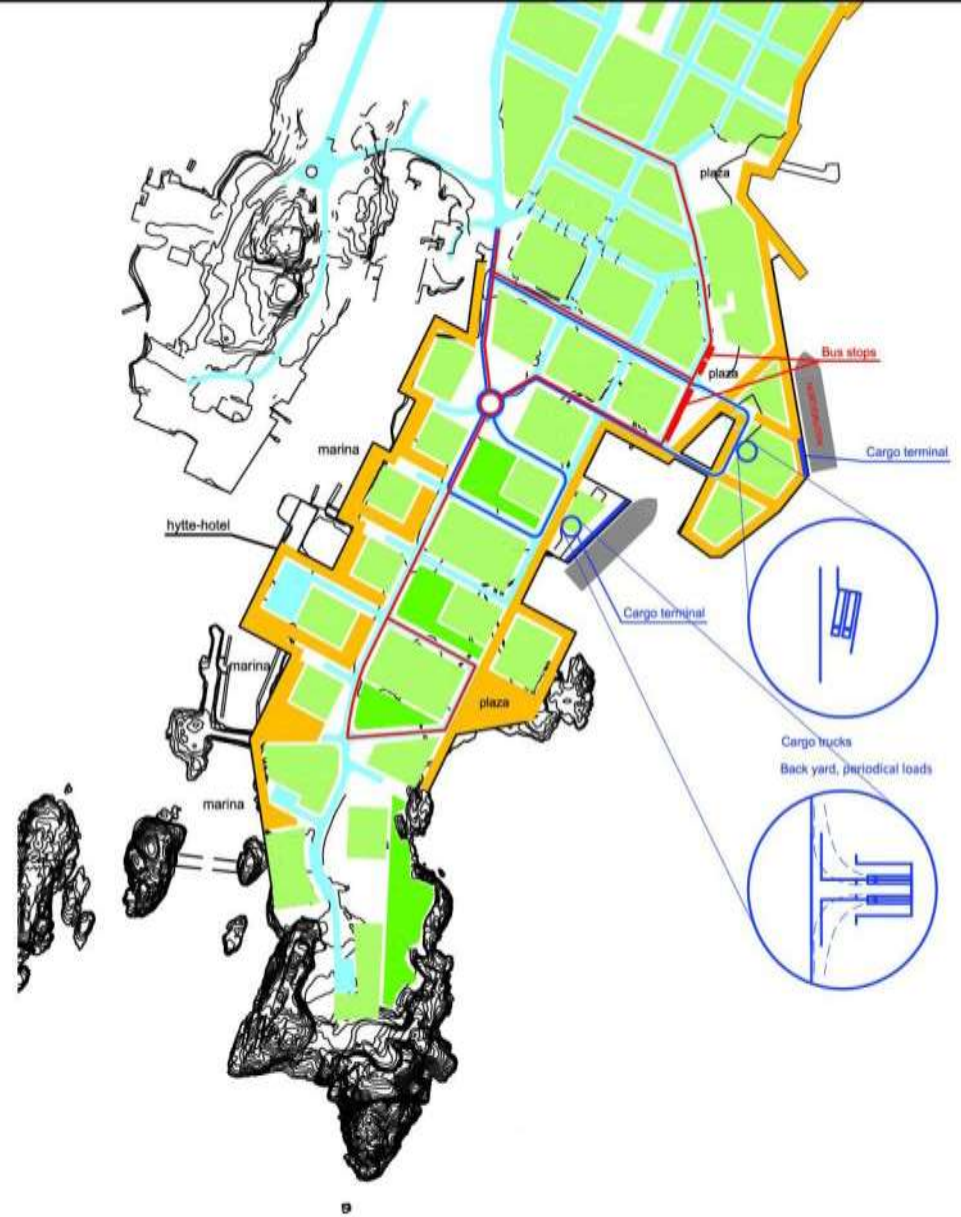 plaza
Bus stops
plaza
Cargo terminal
marina
hytte-hotel
Cargo terminal
marina
plaza
Cargo trucks
Back yard, periodical loads
marina